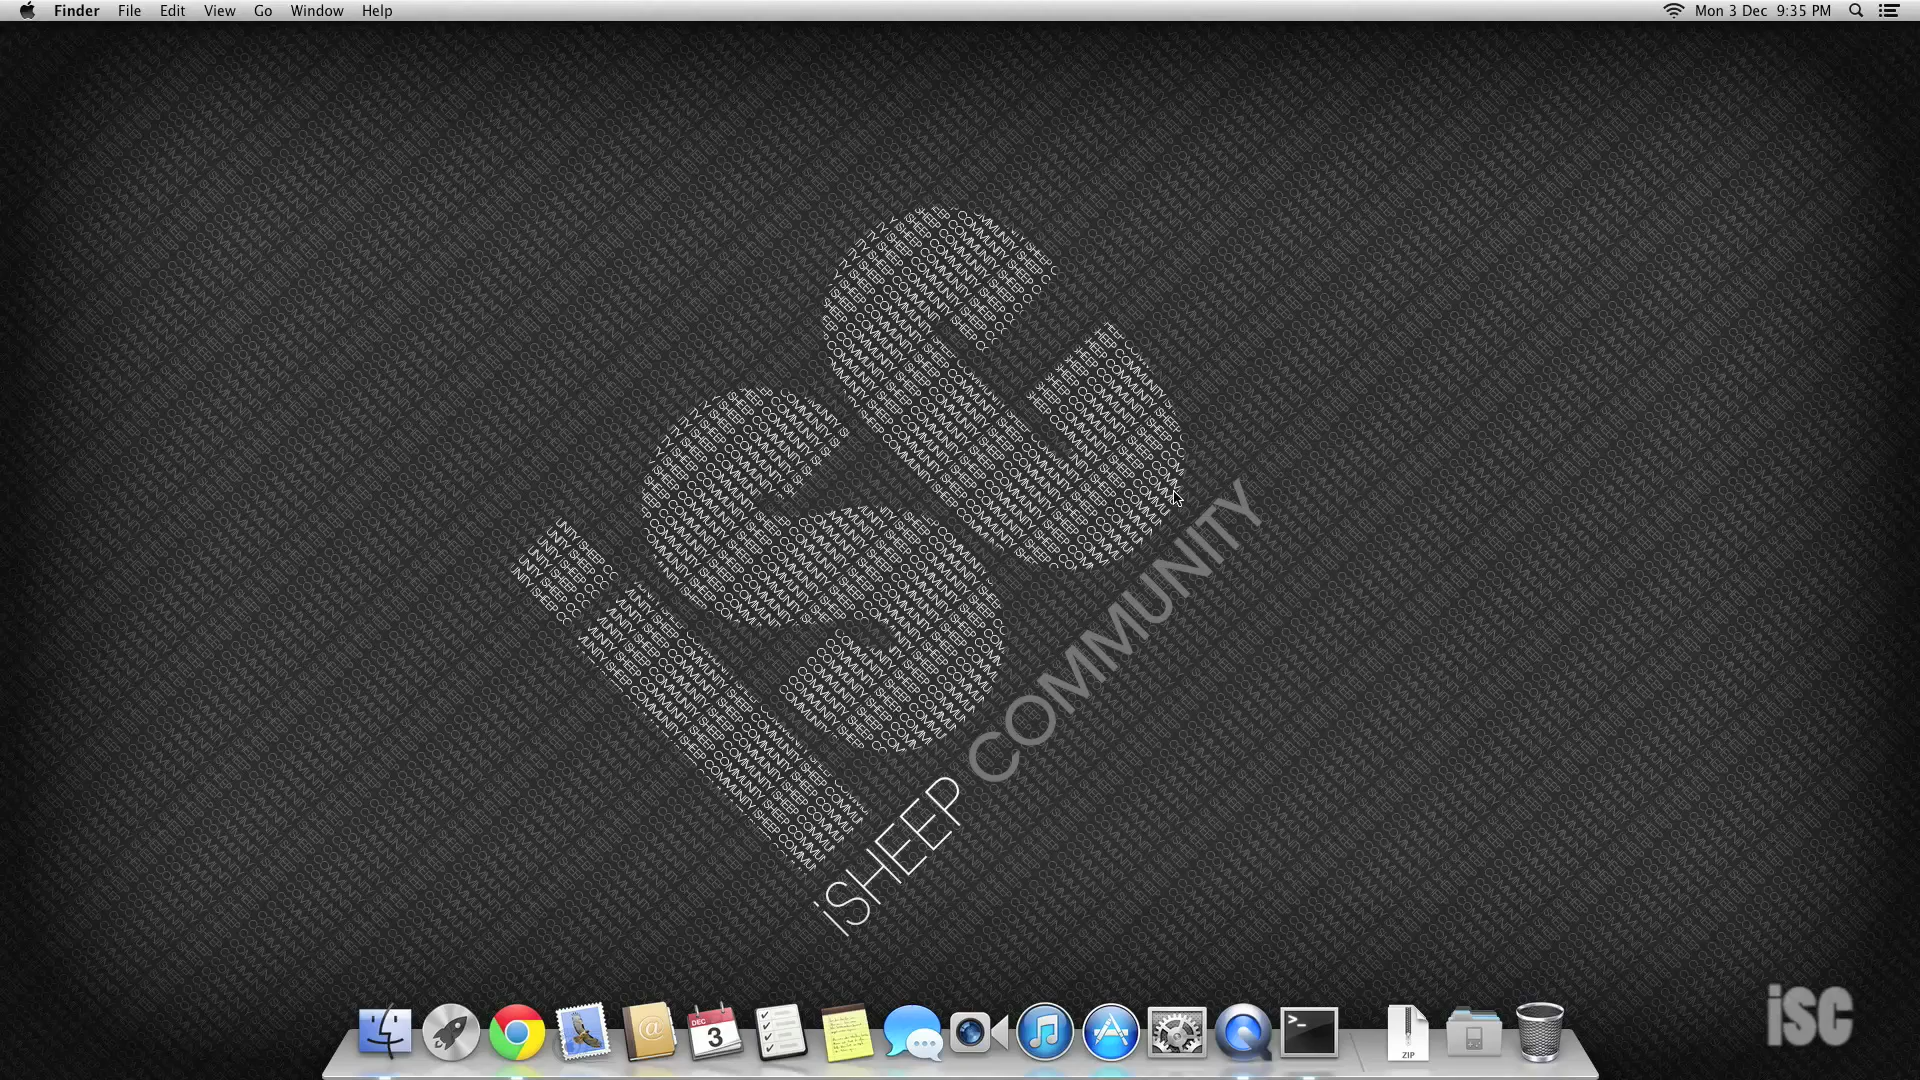 Finder File Edit View Go Window Help
Mon 3 Dec 9:35 PM
iSHEEP COMMUNITY
DEC
3
@
>_
ZIP
isc